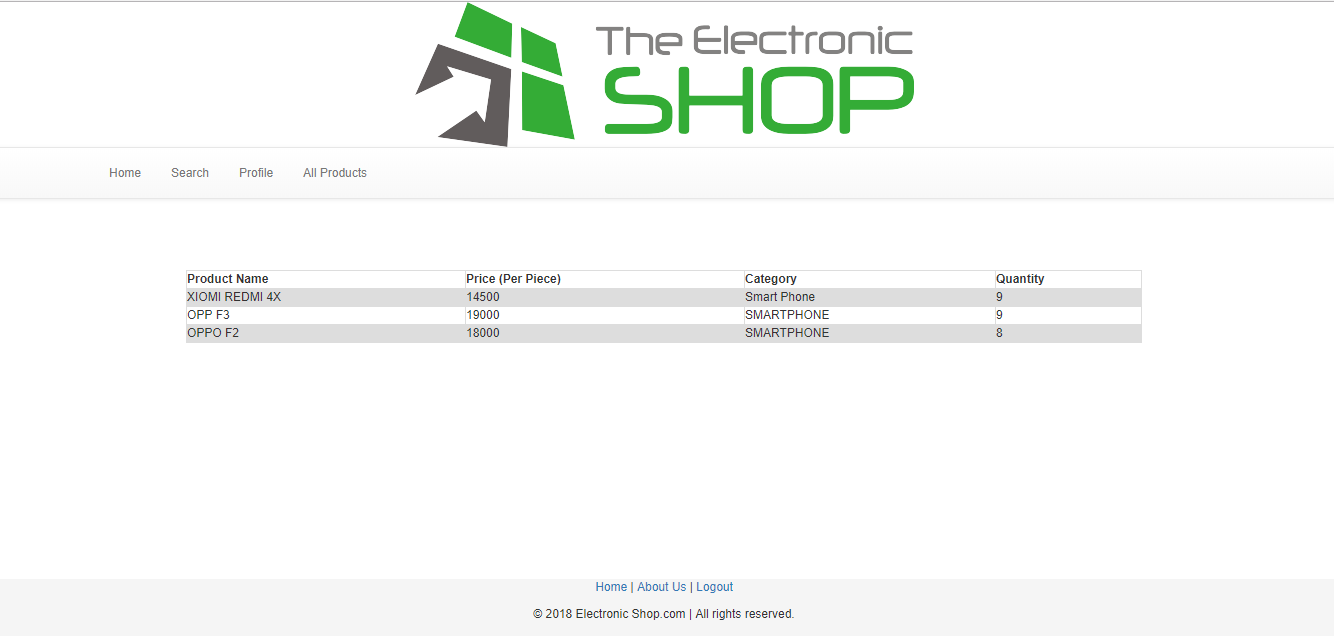 The Electronic
SHOP
Home Search Profile All Products
Product Name Price (Per Piece) Category Quantity
XIOMI REDMI 4X 14500 Smart Phone 9
OPP F3 19000 SMARTPHONE 9
OPPO F2 18000 SMARTPHONE 8
Home | About Us | Logout
© 2018 Electronic Shop.com | All rights reserved.